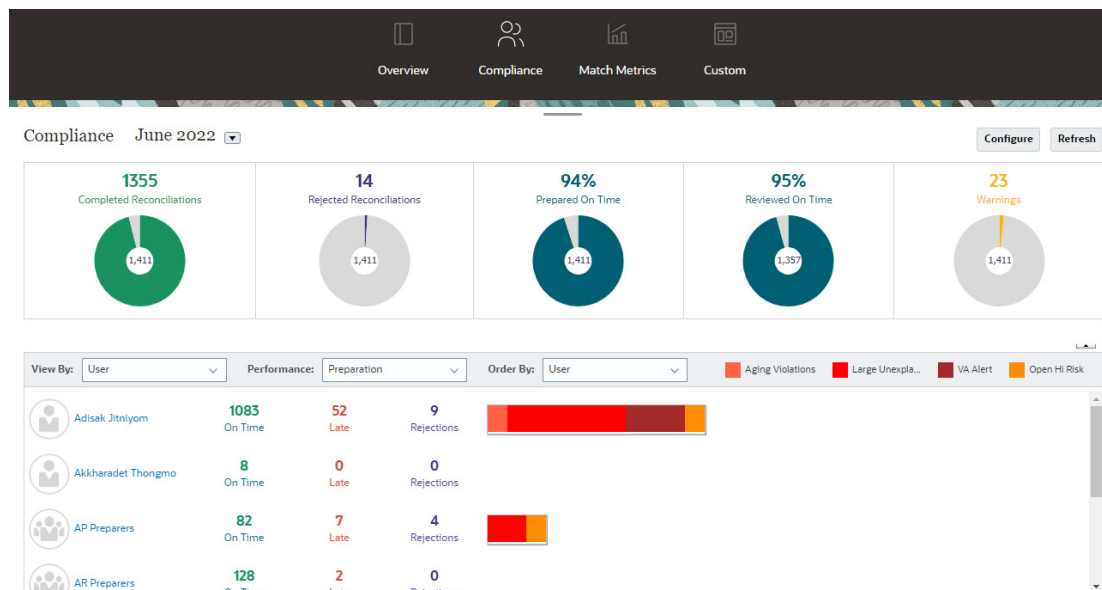 Overview Compliance Match Metrics Custom
Compliance June 2022 Configure Refresh
1355 14 94% 95% 23
Completed Reconciliations Rejected Reconciliations Prepared On Time Reviewed On Time Warnings
1,411 1,411 1,411 1,357 1,411
View By: User Performance: Preparation Order By: User Aging Violations Large Unexpla... VA Alert Open Hi Risk
Adisak Jitniyom 1083 52 9
On Time Late Rejections
Akkharadet Thongmo 8 0 0
On Time Late Rejections
AP Preparers 82 7 4
On Time Late Rejections
AR Preparers 128 2 0